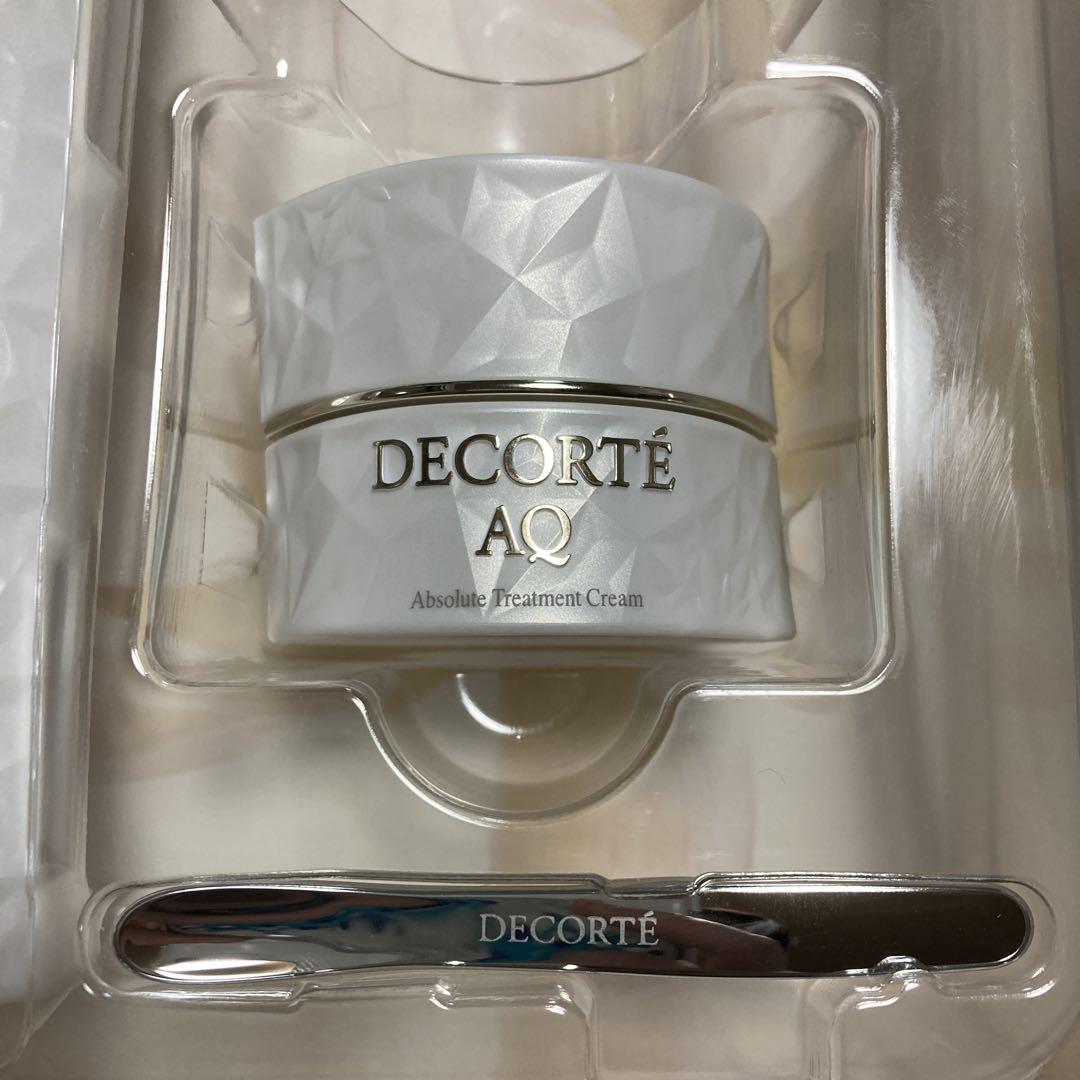 DECORTÉ
AQ
Absolute Treatment Cream
DECORTÉ